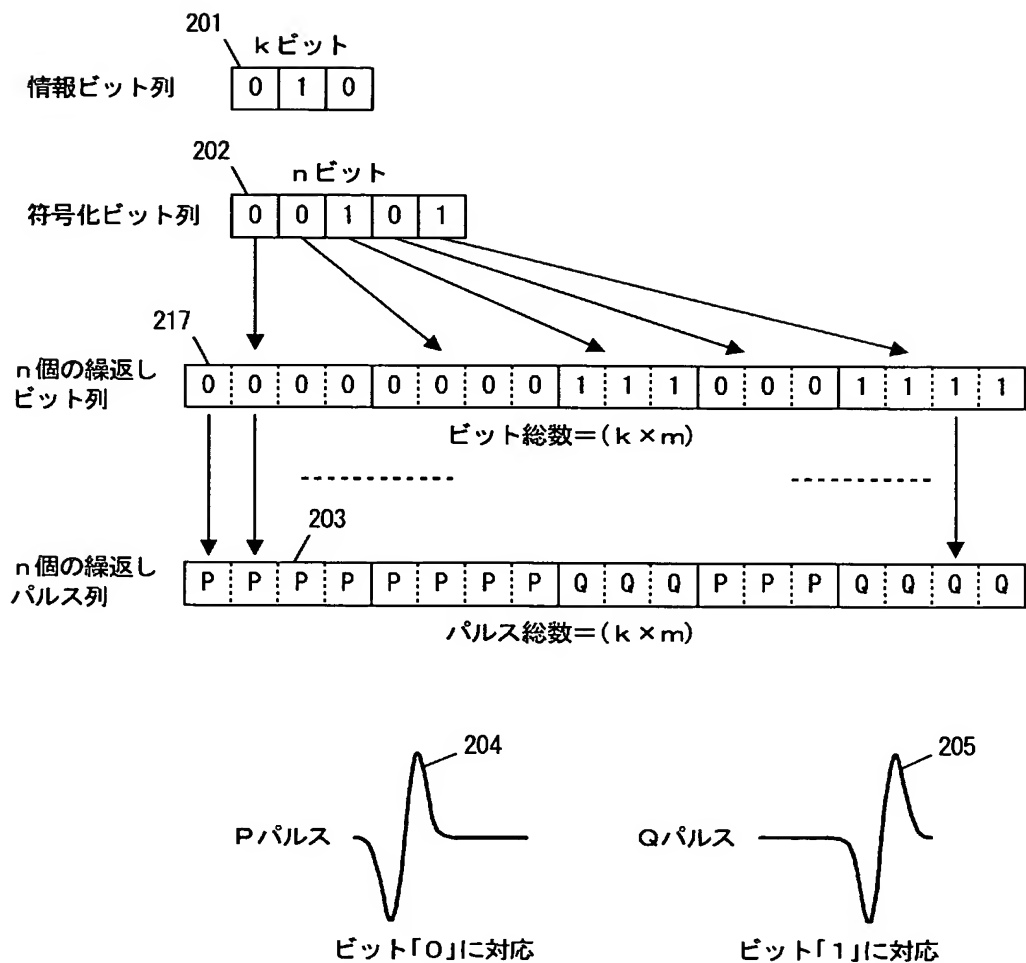 201
kビット
情報ビット列
0 1 0
202
nビット
符号化ビット列
0 0 1 0 1
217
n個の繰返し
ビット列
0 0 0 0 0 0 0 0 1 1 1 0 0 0 1 1 1 1
ビット総数=(k×m)
203
n個の繰返し
パルス列
P P P P P P P P Q Q Q P P P Q Q Q Q
パルス総数=(k×m)
204
205
Pパルス
Qパルス
ビット「0」に対応
ビット「1」に対応